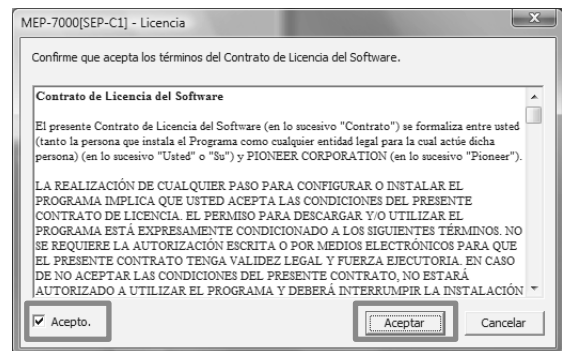 MEP-7000[SEP-C1] - Licencia
Confirme que acepta los términos del Contrato de Licencia del Software.
Contrato de Licencia del Software
El presente Contrato de Licencia del Software (en lo sucesivo "Contrato") se formaliza entre usted
(tanto la persona que instala el Programa como cualquier entidad legal para la cual actúe dicha
persona) (en lo sucesivo "Usted" o "Su") y PIONEER CORPORATION (en lo sucesivo "Pioneer").
LA REALIZACIÓN DE CUALQUIER PASO PARA CONFIGURAR O INSTALAR EL
PROGRAMA IMPLICA QUE USTED ACEPTA LAS CONDICIONES DEL PRESENTE
CONTRATO DE LICENCIA. EL PERMISO PARA DESCARGAR Y/O UTILIZAR EL
PROGRAMA ESTÁ EXPRESAMENTE CONDICIONADO A LOS SIGUIENTES TÉRMINOS. NO
SE REQUIERE LA AUTORIZACIÓN ESCRITA O POR MEDIOS ELECTRÓNICOS PARA QUE
EL PRESENTE CONTRATO TENGA VALIDEZ LEGAL Y FUERZA EJECUTORIA. EN CASO
DE NO ACEPTAR LAS CONDICIONES DEL PRESENTE CONTRATO, NO ESTARÁ
AUTORIZADO A UTILIZAR EL PROGRAMA Y DEBERÁ INTERRUMPIR LA INSTALACIÓN
Acepto.
Aceptar
Cancelar